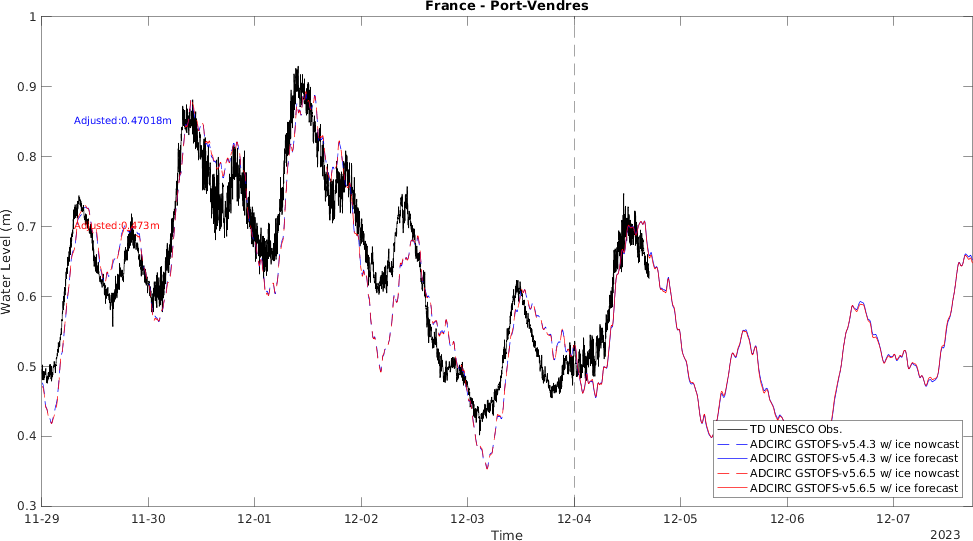 France - Port-Vendres
1
0.9
0.8
0.7
0.6
0.5
0.4
0.3
Water Level (m)
Adjusted:0.47018m
Adjusted:0.473m
TD UNESCO Obs.
ADCIRC GSTOFS-v5.4.3 w/ ice nowcast
ADCIRC GSTOFS-v5.4.3 w/ ice forecast
ADCIRC GSTOFS-v5.6.5 w/ ice nowcast
ADCIRC GSTOFS-v5.6.5 w/ ice forecast
11-29 11-30 12-01 12-02 12-03 12-04 12-05 12-06 12-07
Time
2023